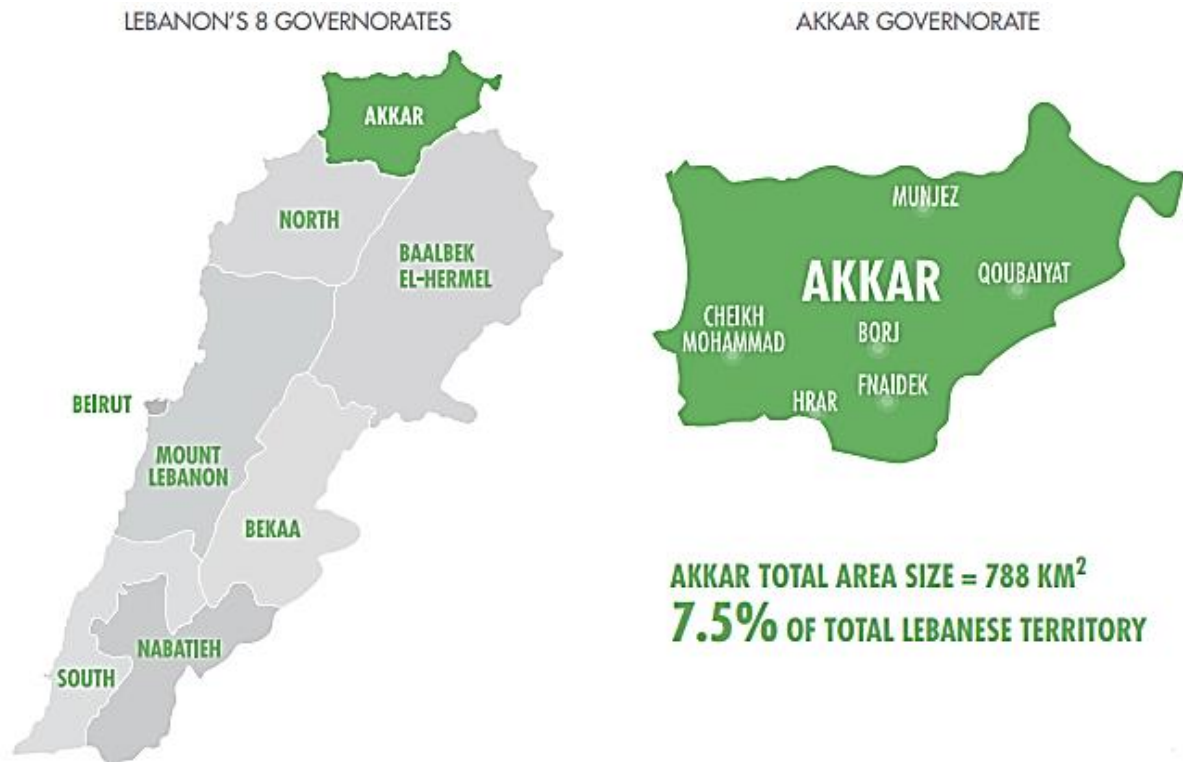 LEBANON'S 8 GOVERNORATES
AKKAR
NORTH
BAALBEK
EL-HERMEL
BEIRUT
MOUNT
LEBANON
BEKAA
NABATIEH
SOUTH
AKKAR GOVERNORATE
MUNJEZ
AKKAR
QOUBAIYAT
CHEIKH
MOHAMMAD
BORJ
FNAIDEK
HRAR
AKKAR TOTAL AREA SIZE = 788 KM²
7.5% OF TOTAL LEBANESE TERRITORY